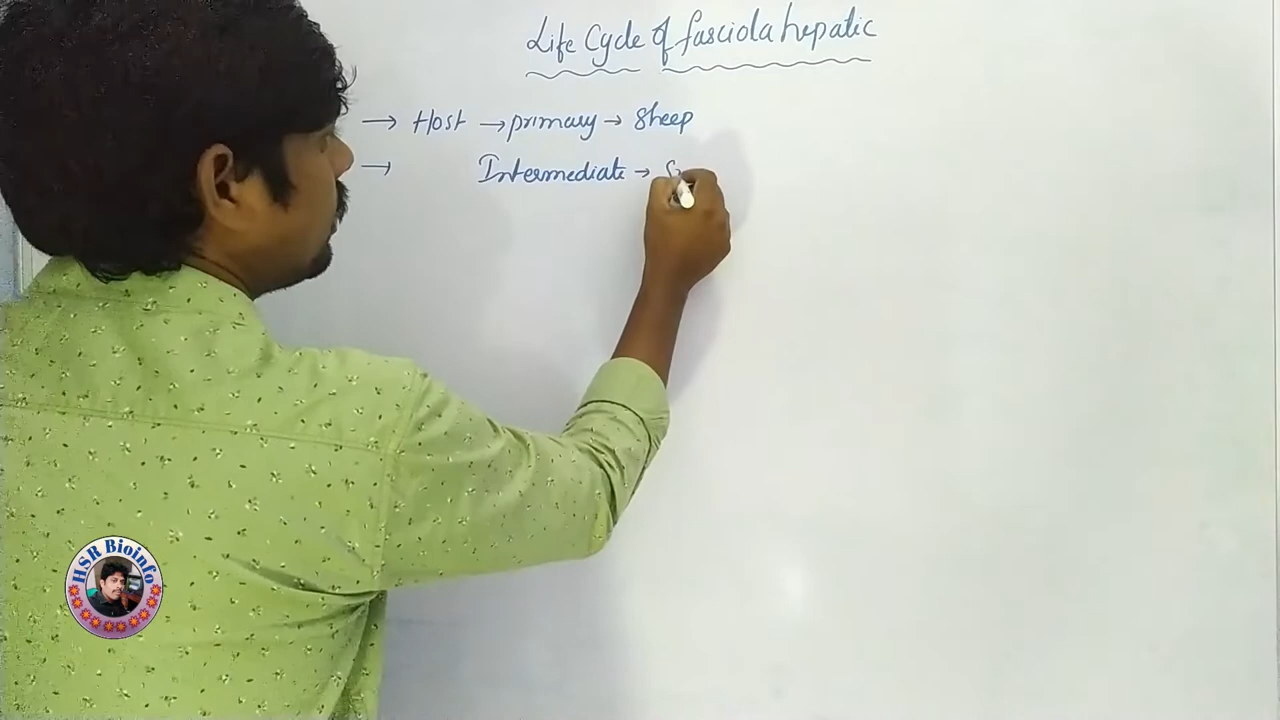 Life Cycle of fasciola hepatic
→ Host → primary → Sheep
→ Intermediate →
HSR Bioinfo